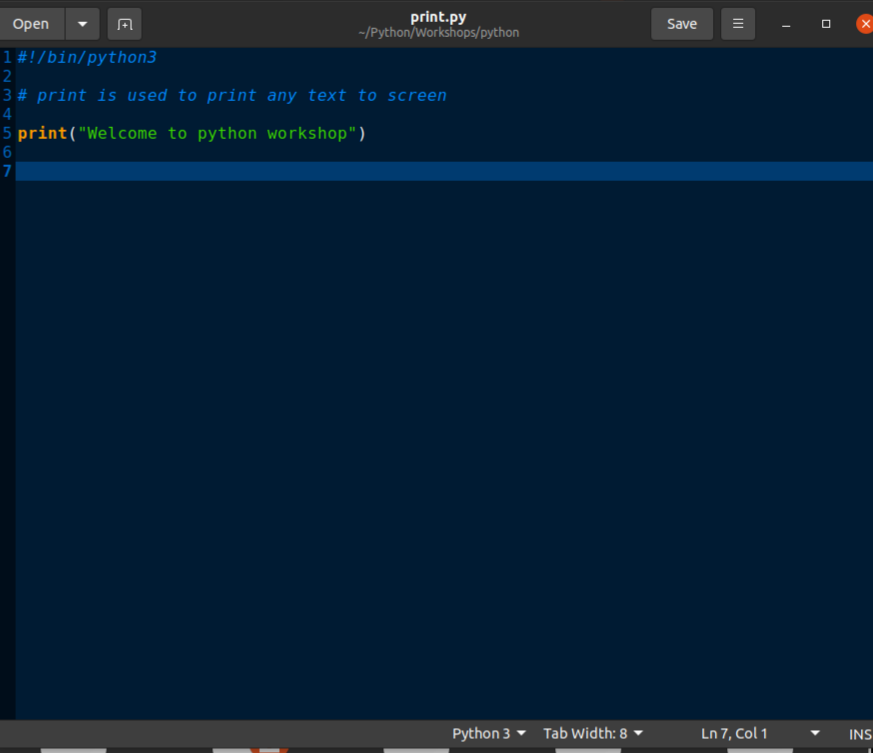 Open
print.py
~/Python/Workshops/python
Save
1 #!/bin/python3
2
3 # print is used to print any text to screen
4
5 print("Welcome to python workshop")
6
7
Python 3 Tab Width: 8 Ln 7, Col 1 INS